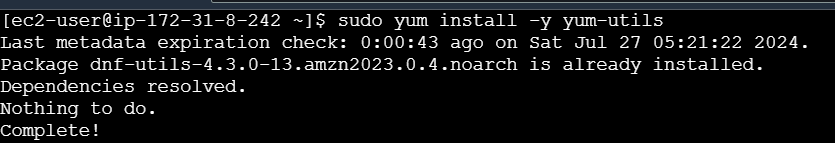 [ec2-user@ip-172-31-8-242 ~]$ sudo yum install -y yum-utils
Last metadata expiration check: 0:00:43 ago on Sat Jul 27 05:21:22 2024.
Package dnf-utils-4.3.0-13.amzn2023.0.4.noarch is already installed.
Dependencies resolved.
Nothing to do.
Complete!